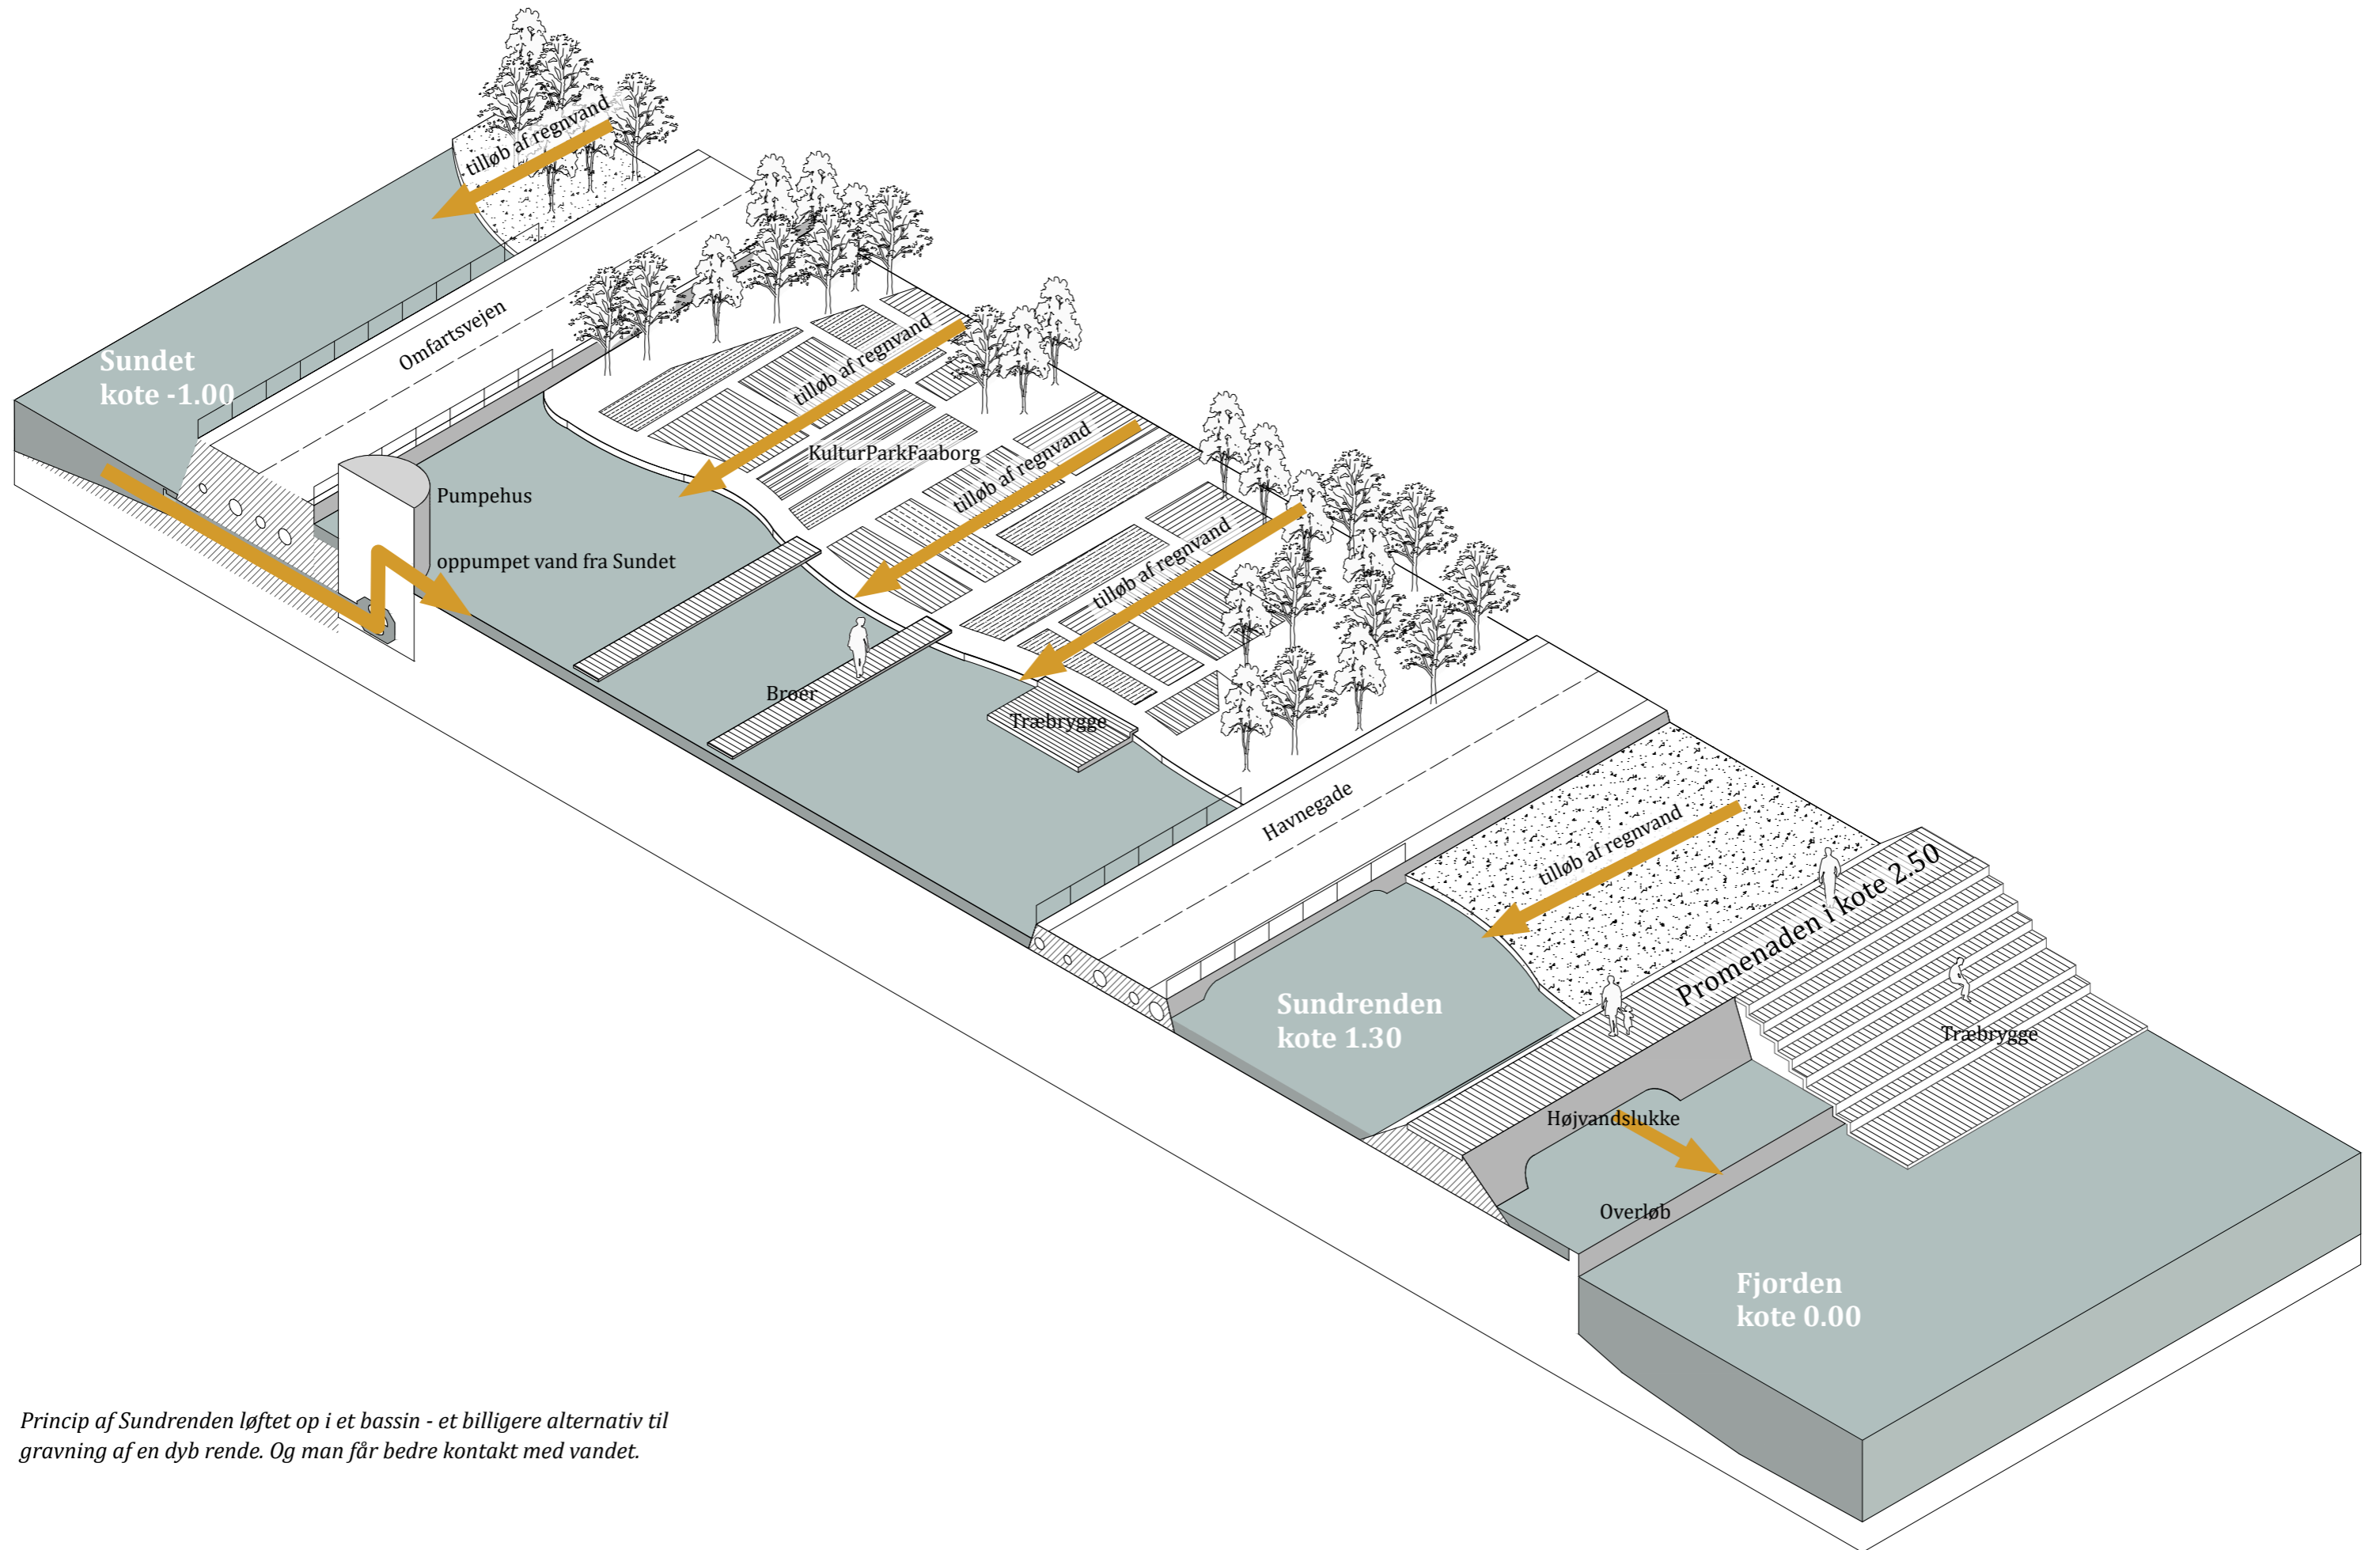 tilløb af regnvand
Omfartsvejen
Sundet
kote -1.00
tilløb af regnvand
KulturParkFaaborg
tilløb af regnvand
Pumpehus
oppumpet vand fra Sundet
tilløb af regnvand
Broer
Træbrygge
Havnegade
tilløb af regnvand
Promenaden i kote 2.50
Sundrenden
kote 1.30
Træbrygge
Højvandslukke
Overløb
Fjorden
kote 0.00
Princip af Sundrenden løftet op i et bassin - et billigere alternativ til
gravning af en dyb rende. Og man får bedre kontakt med vandet.